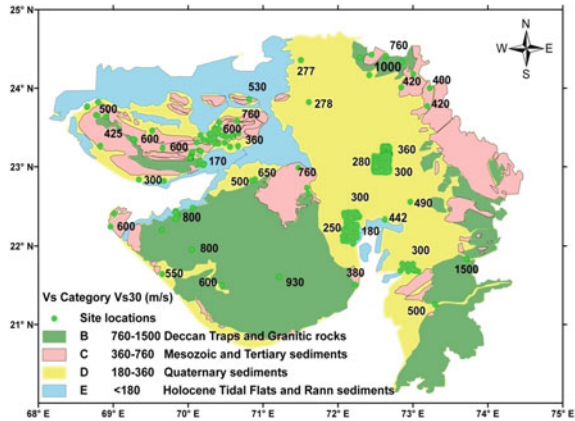 26° N
N
W E
S
760
1000
25° N
277
420
400
530
500
278
420
24° N
760
425
600
600
360
600
360
170
280
300
23° N
300
500
650
760
300
490
800
250
180
442
600
22° N
800
300
550
380
1500
600
930
500
Vs Category Vs30 (m/s)
Site locations
B 760-1500 Deccan Traps and Granitic rocks
21° N
C 360-760 Mesozoic and Tertiary sediments
D 180-360 Quaternary sediments
E <180 Holocene Tidal Flats and Rann sediments
68° E 69° E 70° E 71° E 72° E 73° E 74° E 75° E